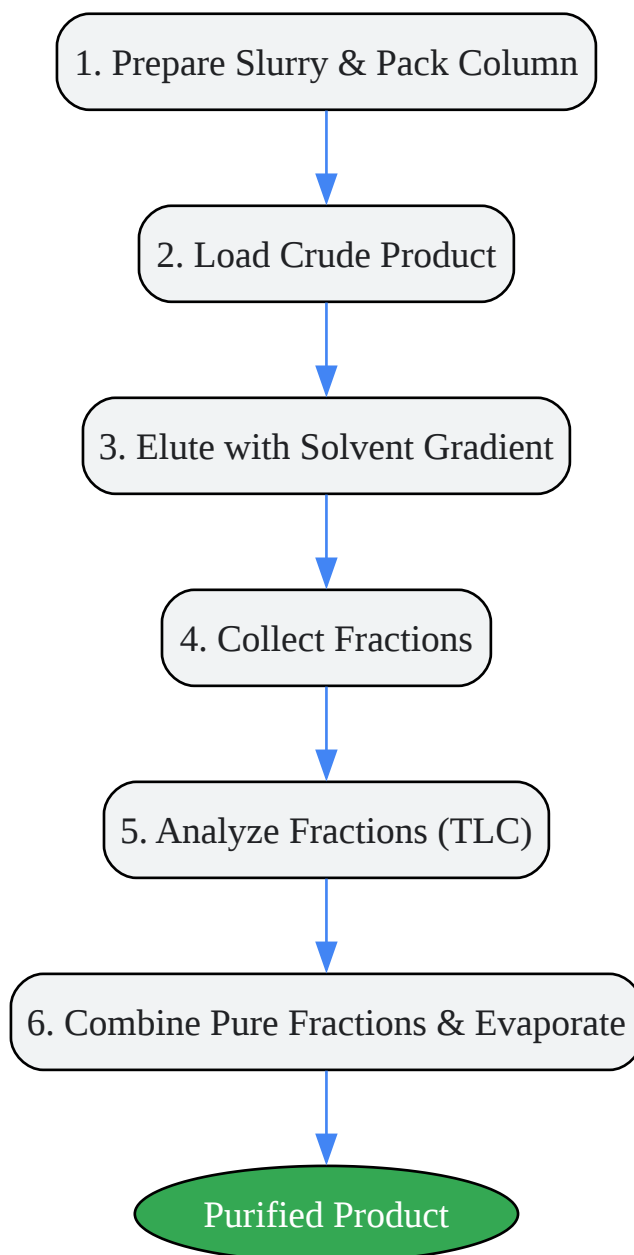 1. Prepare Slurry & Pack Column
2. Load Crude Product
3. Elute with Solvent Gradient
4. Collect Fractions
5. Analyze Fractions (TLC)
6. Combine Pure Fractions & Evaporate
Purified Product